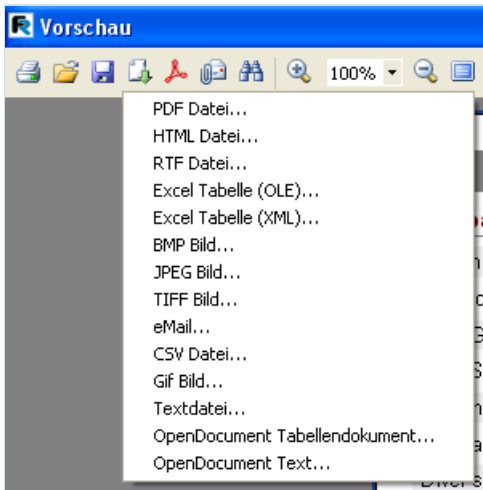 Vorschau
100%
PDF Datei...
HTML Datei...
RTF Datei...
Excel Tabelle (OLE)...
Excel Tabelle (XML)...
BMP Bild...
JPEG Bild...
TIFF Bild...
eMail...
CSV Datei...
Gif Bild...
Textdatei...
OpenDocument Tabellendokument...
OpenDocument Text...